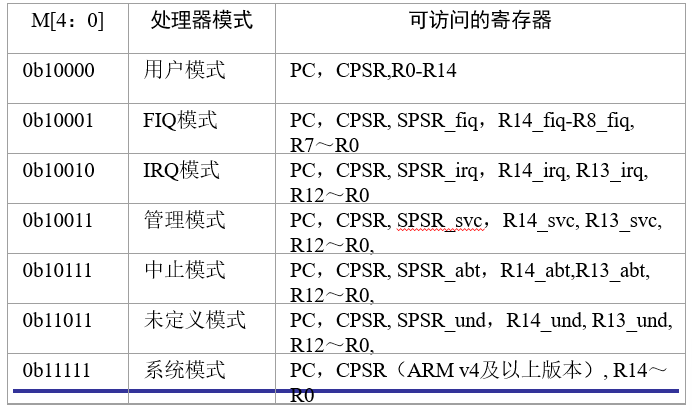 M[4：0] 处理器模式 可访问的寄存器
0b10000 用户模式 PC，CPSR,R0-R14
0b10001 FIQ模式 PC，CPSR, SPSR_fiq，R14_fiq-R8_fiq,
R7～R0
0b10010 IRQ模式 PC，CPSR, SPSR_irq，R14_irq, R13_irq,
R12～R0
0b10011 管理模式 PC，CPSR, SPSR_svc，R14_svc, R13_svc,
R12～R0,
0b10111 中止模式 PC，CPSR, SPSR_abt，R14_abt,R13_abt,
R12～R0,
0b11011 未定义模式 PC，CPSR, SPSR_und，R14_und, R13_und,
R12～R0,
0b11111 系统模式 PC，CPSR（ARM v4及以上版本）, R14～
R0